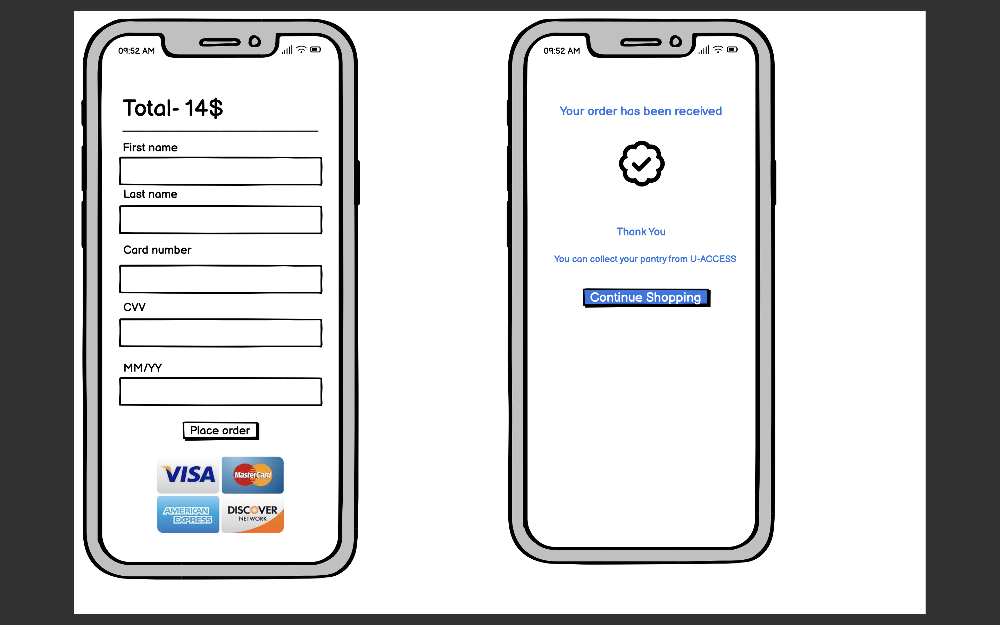 09:52 AM
Total- 14$
First name
Last name
Card number
CVV
MM/YY
Place order
VISA
MasterCard
AMERICAN
EXPRESS
DISCOVER
NETWORK
09:52 AM
Your order has been received
Thank You
You can collect your pantry from U-ACCESS
Continue Shopping